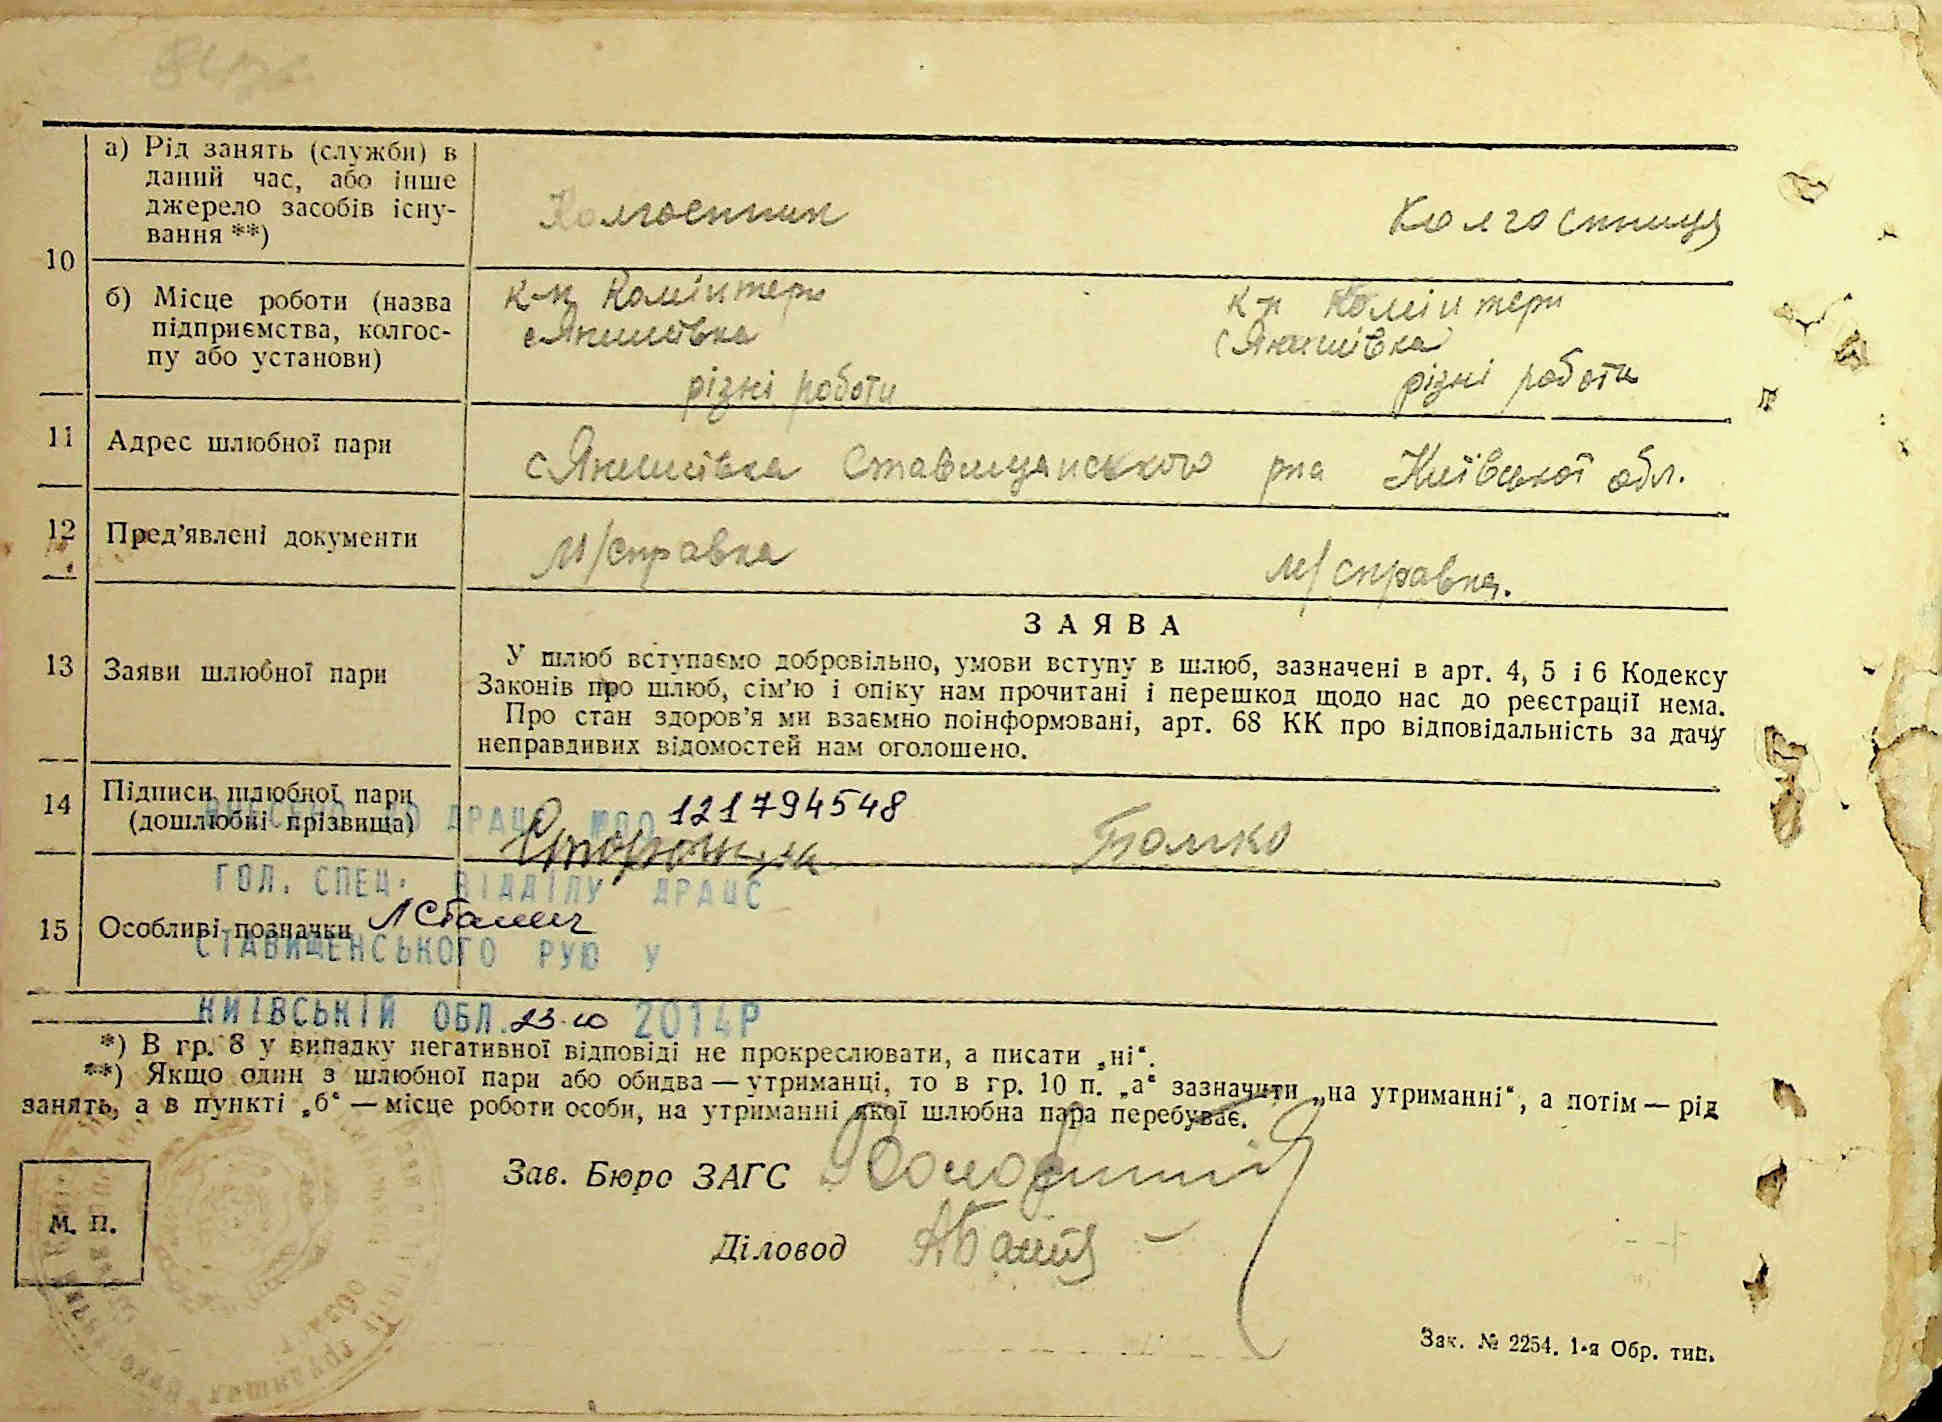 10
а) Рід занять (служби) в
даний час, або інше
джерело засобів існу-
вання **)
Колгоспник
Колгоспниця
б) Місце роботи (назва
підприємства, колгос-
пу або установи)
к-п Комінтерн
с Янишівка
різні роботи
к-п Комінтерн
с Янишівка
різні роботи
11
Адрес шлюбної пари
с Янишівка Ставищанського р-на Київської обл.
12
Пред’явлені документи
м/справка
м/справка.
13
Заяви шлюбної пари
ЗАЯВА
У шлюб вступаємо добровільно, умови вступу в шлюб, зазначені в арт. 4, 5 і 6 Кодексу
Законів про шлюб, сім’ю і опіку нам прочитані і перешкод щодо нас до реєстрації нема.
Про стан здоров’я ми взаємно поінформовані, арт. 68 КК про відповідальність за дачу
неправдивих відомостей нам оголошено.
14
Підписи шлюбної пари
(дошлюбні прізвища)
ВНЕСЕНО ДО ДРАЦС 121794548
Сторожук
Бойко
ГОЛ. СПЕЦ. ВІДДІЛУ ДРАЦС
15
Особливі позначки
СТАВИЩЕНСЬКОГО РУЮ У
КИЇВСЬКІЙ ОБЛ. 23.10 2014Р
*) В гр. 8 у випадку негативної відповіді не прокреслювати, а писати „ні“.
**) Якщо один з шлюбної пари або обидва — утриманці, то в гр. 10 п. „а“ зазначити „на утриманні“, а потім — рід
занять, а в пункті „б“ — місце роботи особи, на утриманні якої шлюбна пара перебуває.
Зав. Бюро ЗАГС
М. П.
Діловод
Зак. № 2254. 1-я Обр. тип.